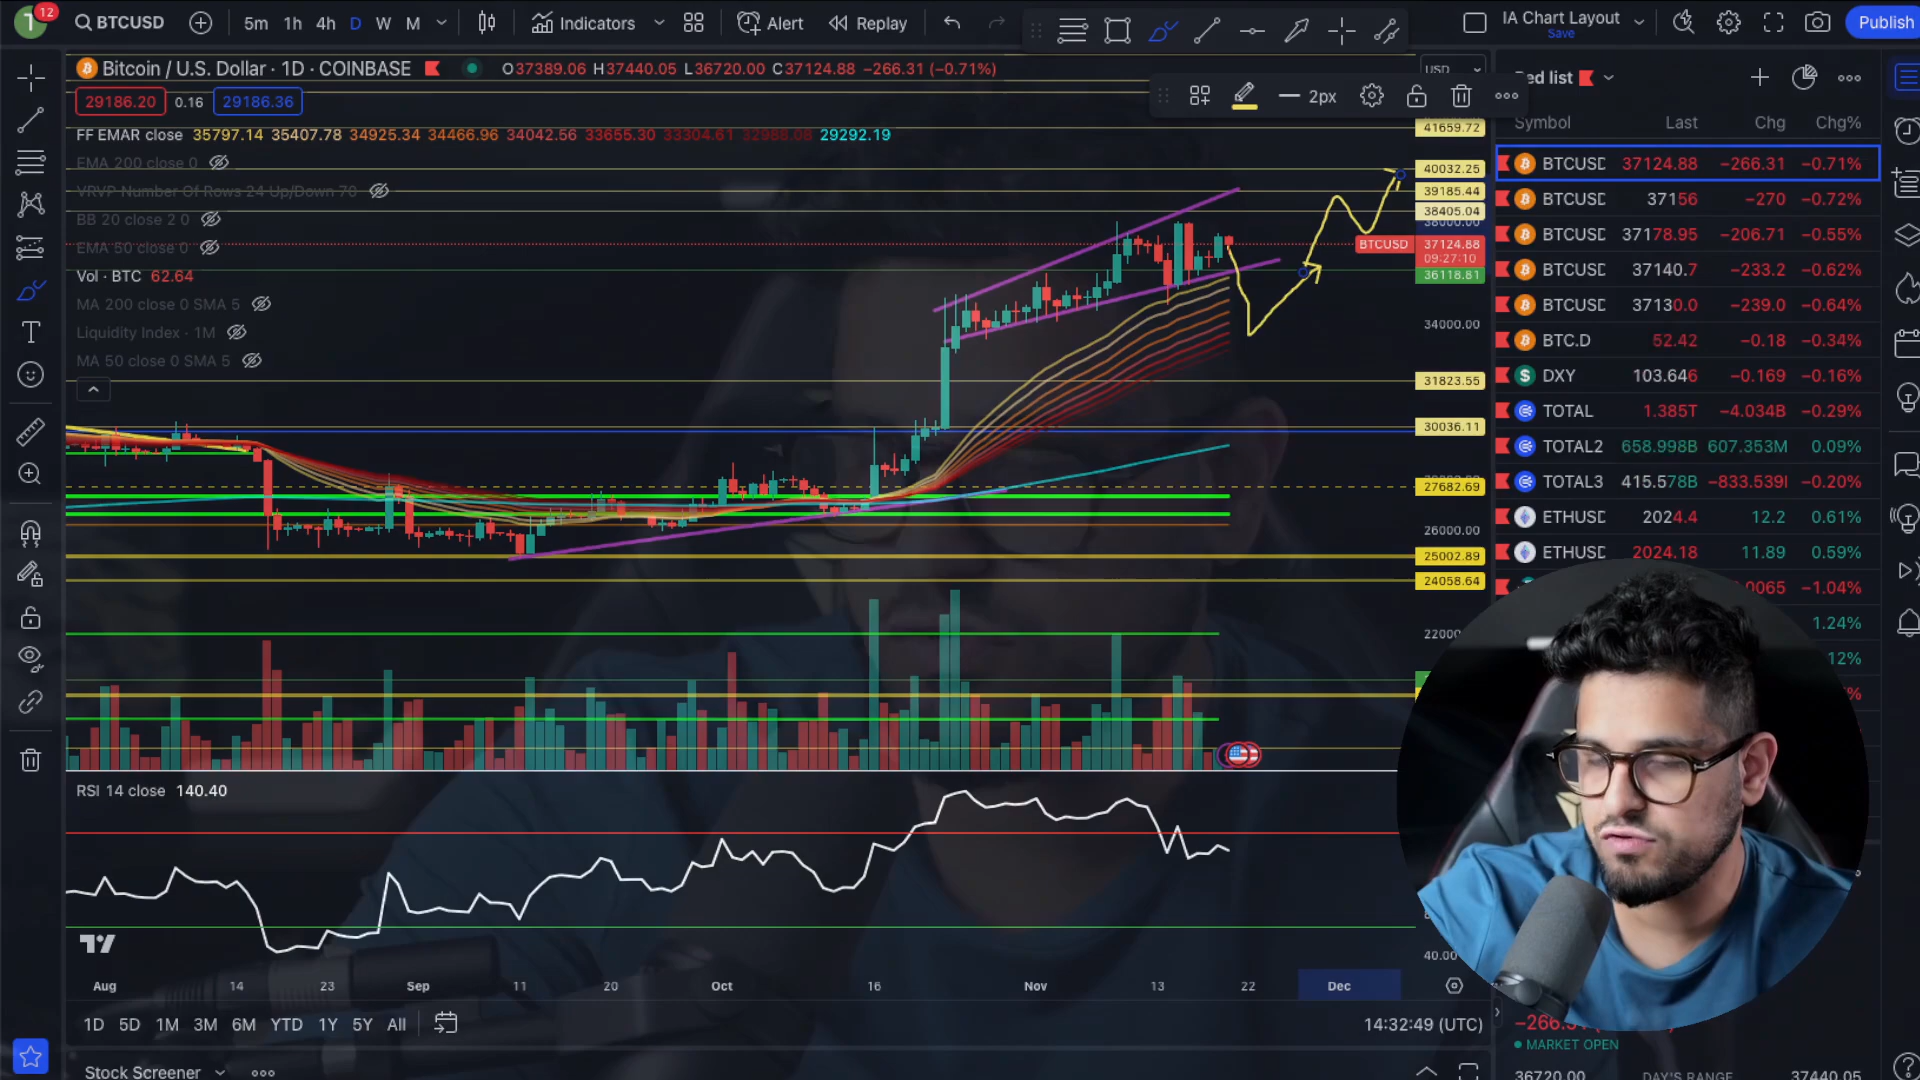 T
12
BTCUSD
5m 1h 4h D W M
Indicators
Alert
Replay
IA Chart Layout
Save
Publish
Bitcoin / U.S. Dollar · 1D · COINBASE
O37389.06 H37440.05 L36720.00 C37124.88 −266.31 (−0.71%)
USD
29186.20 0.16 29186.36
2px
FF EMAR close 35797.14 35407.78 34925.34 34466.96 34042.56 33655.30 33304.61 32988.08 29292.19
EMA 200 close 0
VRVP Number Of Rows 24 Up/Down 70
BB 20 close 2 0
EMA 50 close 0
Vol · BTC 62.64
MA 200 close 0 SMA 5
Liquidity Index · 1M
MA 50 close 0 SMA 5
41659.72
40032.25
39185.44
38405.04
38000.00
BTCUSD 37124.88
09:27:10
36118.81
34000.00
31823.55
30036.11
27682.69
26000.00
25002.89
24058.64
RSI 14 close 140.40
40.00
Aug 14 23 Sep 11 20 Oct 16 Nov 13 22 Dec
1D 5D 1M 3M 6M YTD 1Y 5Y All
14:32:49 (UTC)
Stock Screener
Symbol Last Chg Chg%
BTCUSD 37124.88 −266.31 −0.71%
BTCUSD 37156 −270 −0.72%
BTCUSD 37178.95 −206.71 −0.55%
BTCUSD 37140.7 −233.2 −0.62%
BTCUSD 37130.0 −239.0 −0.64%
BTC.D 52.42 −0.18 −0.34%
DXY 103.646 −0.169 −0.16%
TOTAL 1.385T −4.034B −0.29%
TOTAL2 658.998B 607.353M 0.09%
TOTAL3 415.578B −833.539 −0.20%
ETHUSD 2024.4 12.2 0.61%
ETHUSD 2024.18 11.89 0.59%
−1.04%
1.24%
MARKET OPEN
36720.00 DAY'S RANGE 37440.05